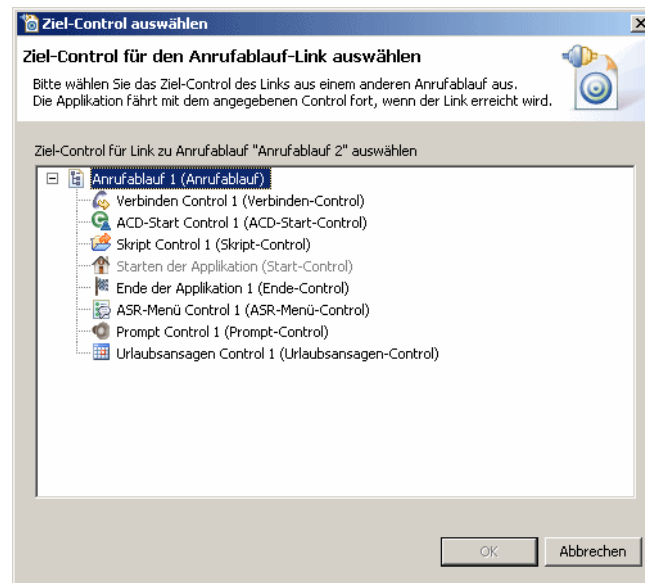 Ziel-Control auswählen
Ziel-Control für den Anrufablauf-Link auswählen
Bitte wählen Sie das Ziel-Control des Links aus einem anderen Anrufablauf aus.
Die Applikation fährt mit dem angegebenen Control fort, wenn der Link erreicht wird.
Ziel-Control für Link zu Anrufablauf "Anrufablauf 2" auswählen
Anrufablauf 1 (Anrufablauf)
Verbinden Control 1 (Verbinden-Control)
ACD-Start Control 1 (ACD-Start-Control)
Skript Control 1 (Skript-Control)
Starten der Applikation (Start-Control)
Ende der Applikation 1 (Ende-Control)
ASR-Menü Control 1 (ASR-Menü-Control)
Prompt Control 1 (Prompt-Control)
Urlaubsansagen Control 1 (Urlaubsansagen-Control)
OK Abbrechen